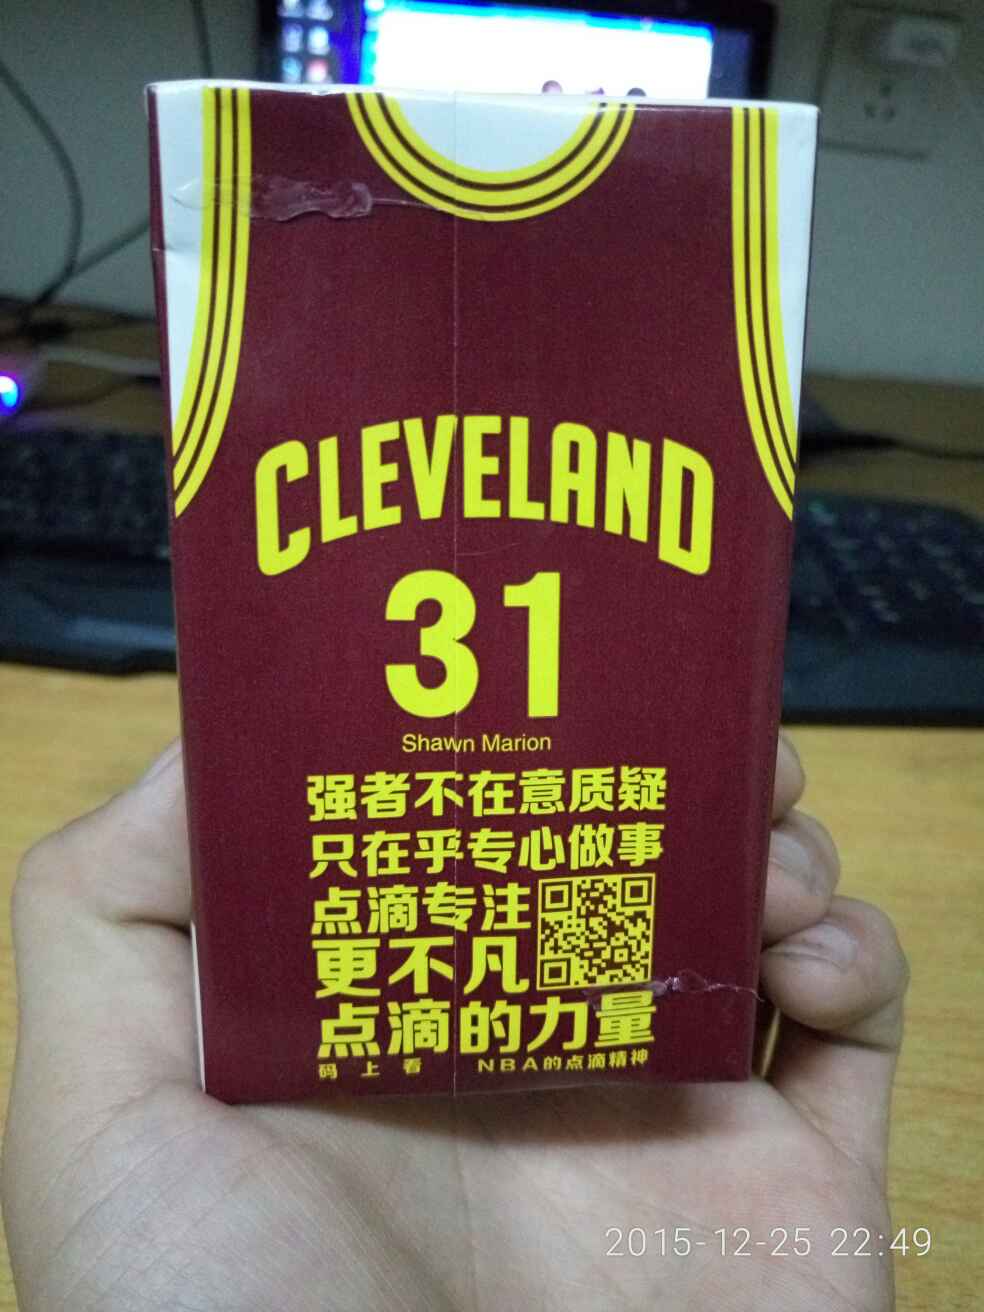 CLEVELAND
31
Shawn Marion
强者不在意质疑
只在乎专心做事
点滴专注
更不凡
点滴的力量
码上看 NBA的点滴精神
2015-12-25 22:49